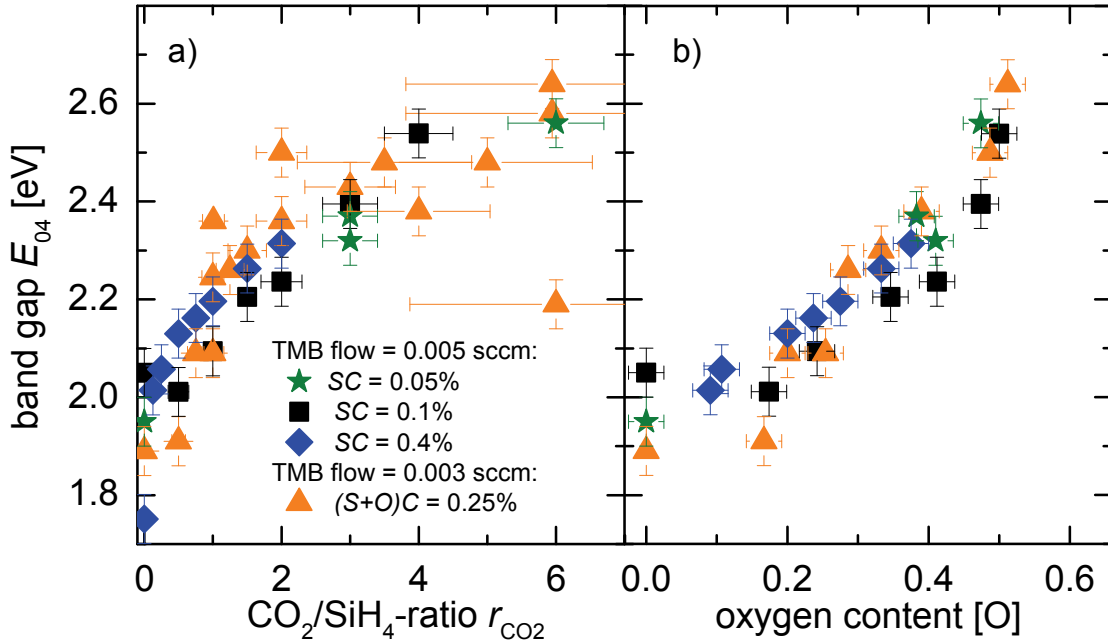 a)
b)
band gap E04 [eV]
2.6
2.4
2.2
2.0
1.8
TMB flow = 0.005 sccm:
SC = 0.05%
SC = 0.1%
SC = 0.4%
TMB flow = 0.003 sccm:
(S+O)C = 0.25%
0 2 4 6
0.0 0.2 0.4 0.6
CO2/SiH4-ratio rCO2
oxygen content [O]